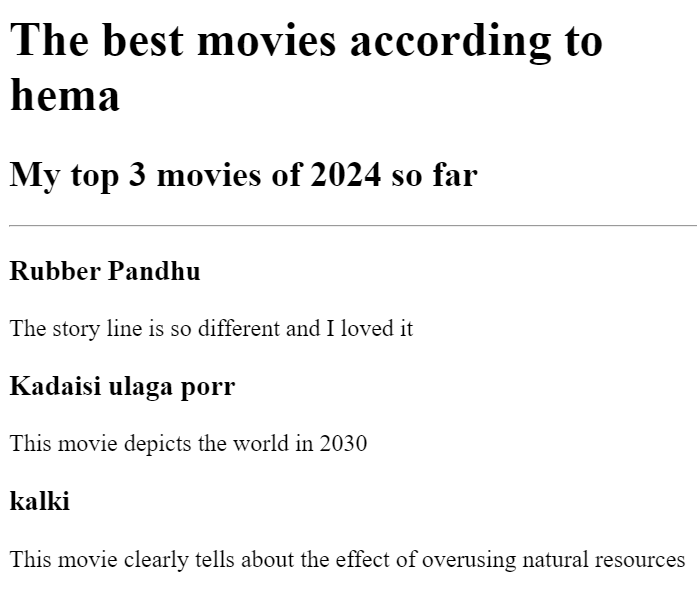 The best movies according to
hema
My top 3 movies of 2024 so far
Rubber Pandhu
The story line is so different and I loved it
Kadaisi ulaga porr
This movie depicts the world in 2030
kalki
This movie clearly tells about the effect of overusing natural resources